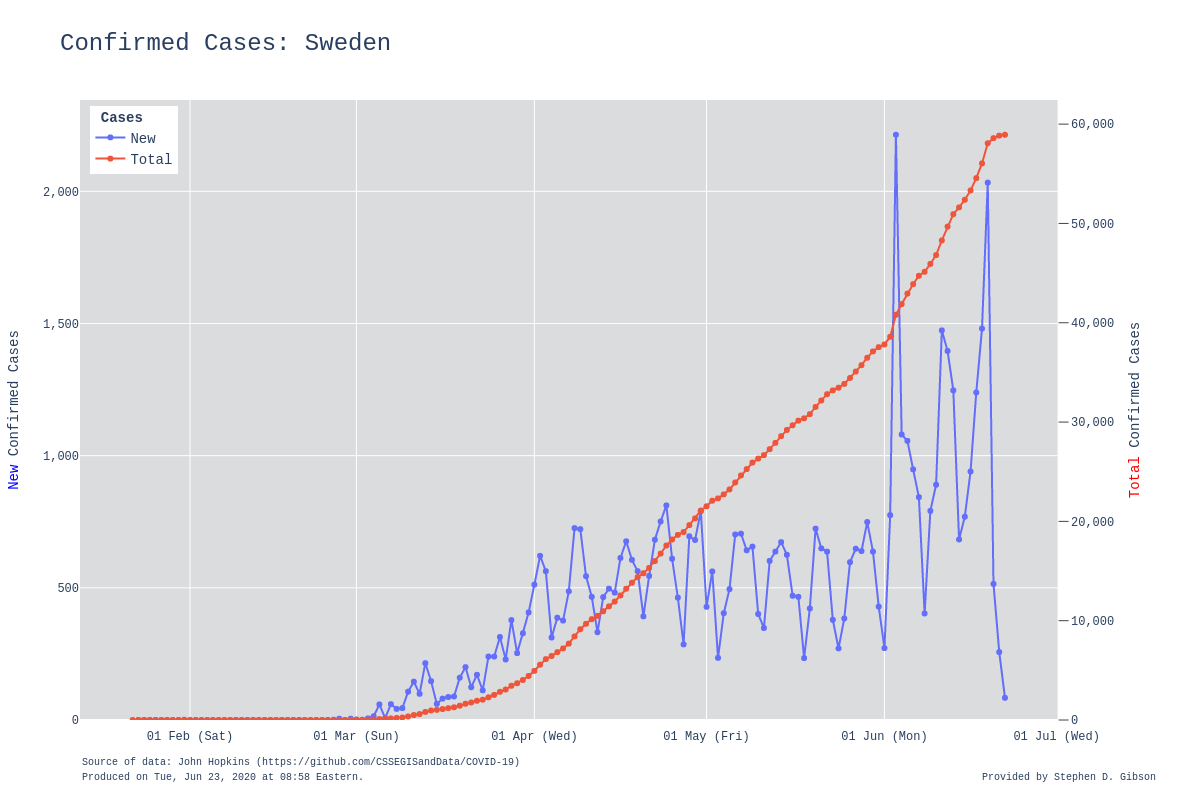 Confirmed Cases: Sweden
Cases
New
Total
2,000
1,500
1,000
500
0
New Confirmed Cases
60,000
50,000
40,000
30,000
20,000
10,000
0
Total Confirmed Cases
01 Feb (Sat) 01 Mar (Sun) 01 Apr (Wed) 01 May (Fri) 01 Jun (Mon) 01 Jul (Wed)
Source of data: John Hopkins (https://github.com/CSSEGISandData/COVID-19)
Produced on Tue, Jun 23, 2020 at 08:58 Eastern.
Provided by Stephen D. Gibson